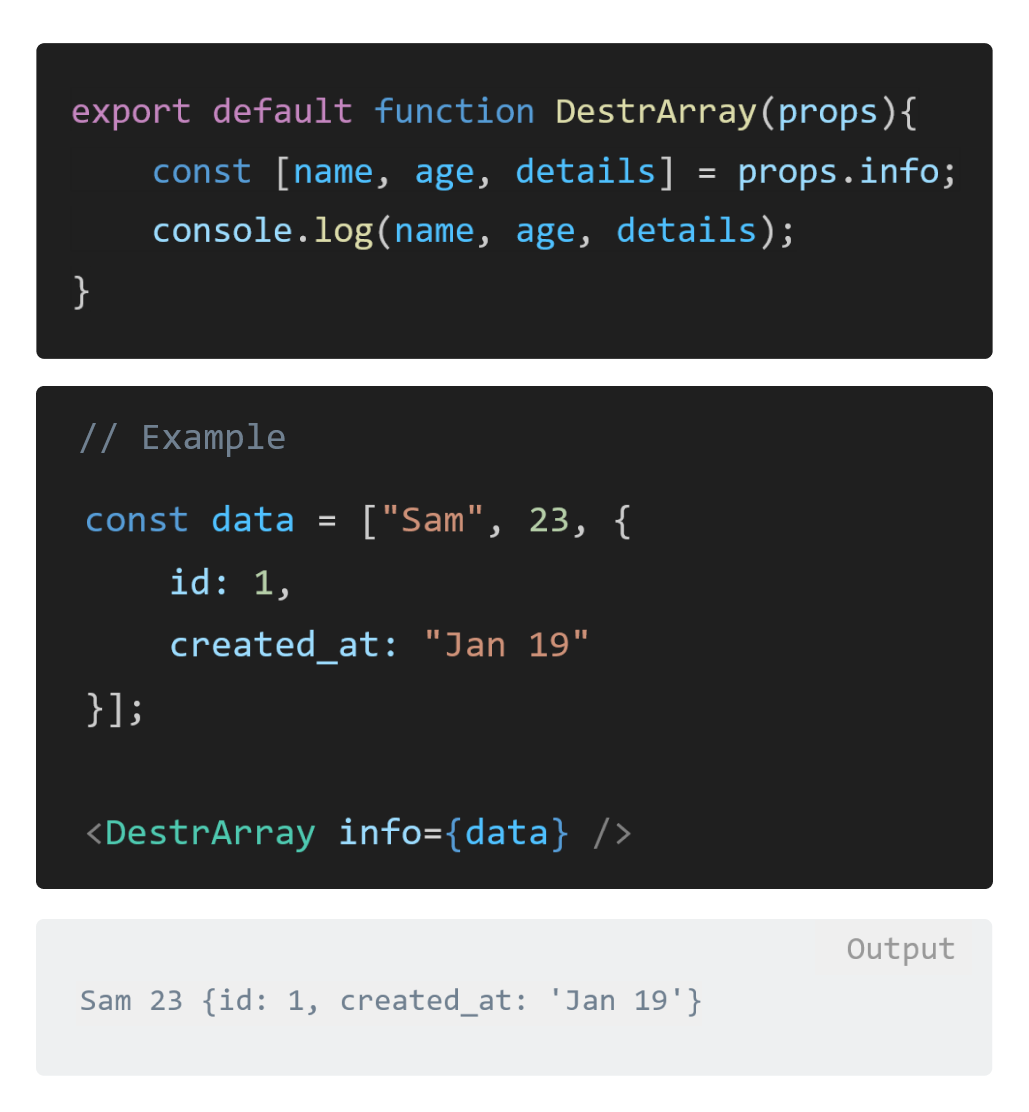 export default function DestrArray(props){
    const [name, age, details] = props.info;
    console.log(name, age, details);
}
// Example
const data = ["Sam", 23, {
    id: 1,
    created_at: "Jan 19"
}];
<DestrArray info={data} />
Output
Sam 23 {id: 1, created_at: 'Jan 19'}